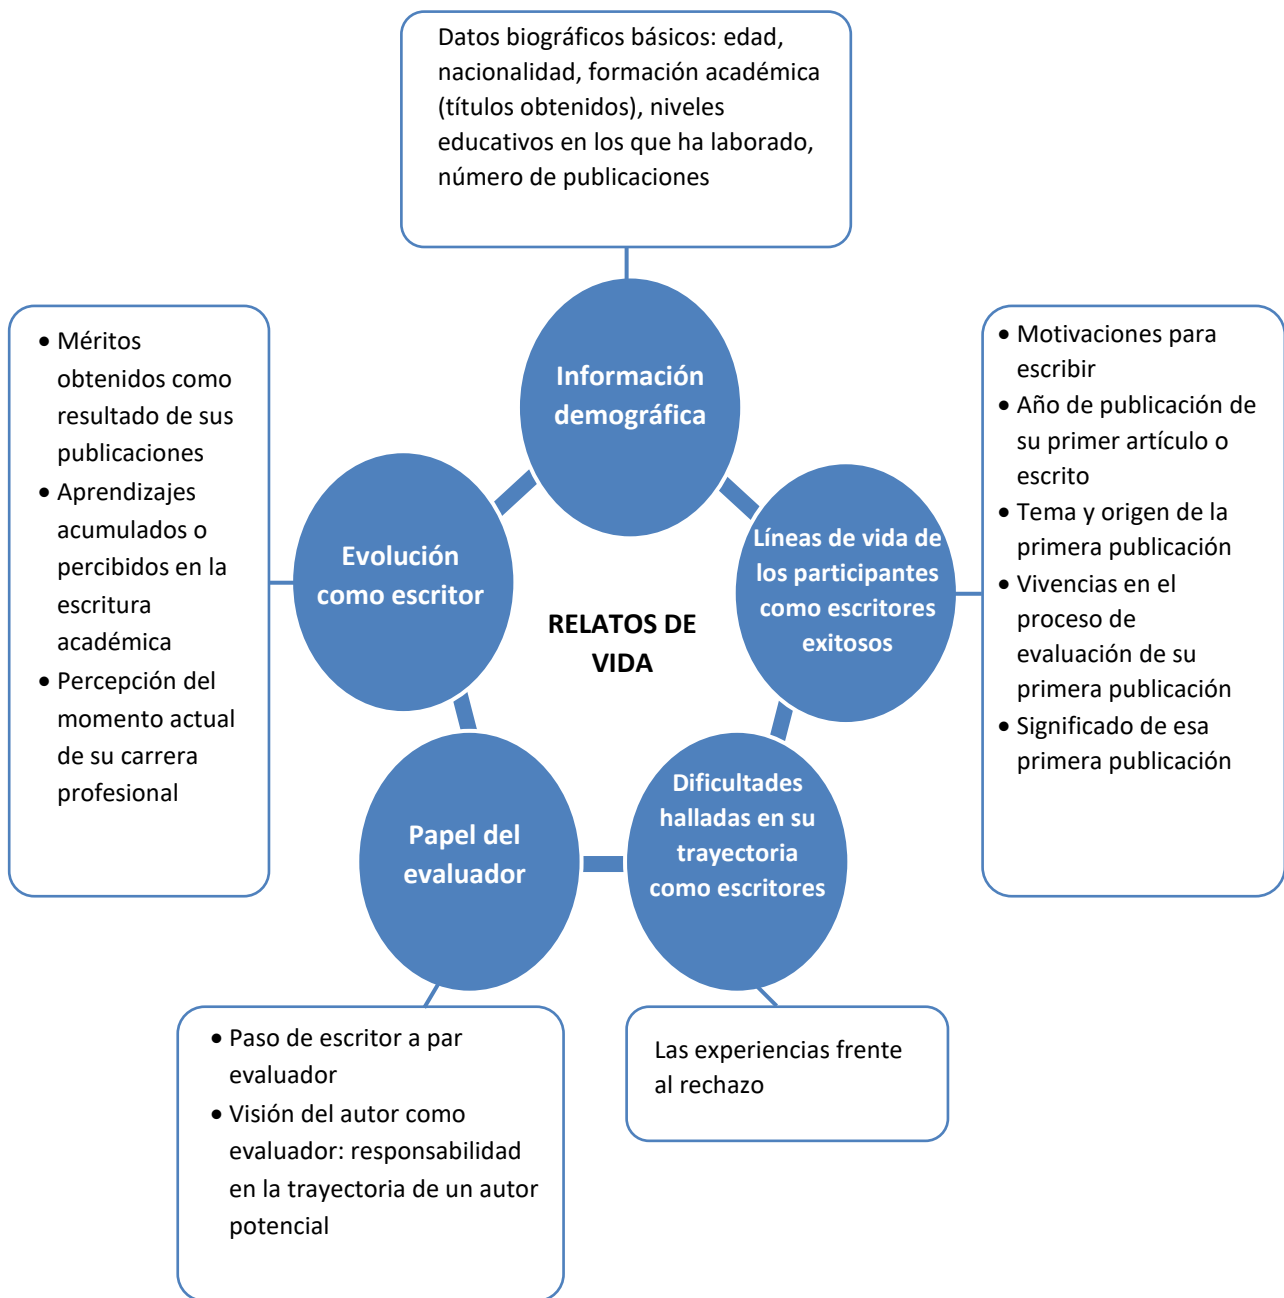 Datos biográficos básicos: edad,
nacionalidad, formación académica
(títulos obtenidos), niveles
educativos en los que ha laborado,
número de publicaciones
Información
demográfica
• Méritos
obtenidos como
resultado de sus
publicaciones
• Aprendizajes
acumulados o
percibidos en la
escritura
académica
• Percepción del
momento actual
de su carrera
profesional
Evolución
como escritor
RELATOS DE
VIDA
Líneas de vida de
los participantes
como escritores
exitosos
• Motivaciones para
escribir
• Año de publicación de
su primer artículo o
escrito
• Tema y origen de la
primera publicación
• Vivencias en el
proceso de
evaluación de su
primera publicación
• Significado de esa
primera publicación
Papel del
evaluador
Dificultades
halladas en su
trayectoria
como escritores
• Paso de escritor a par
evaluador
• Visión del autor como
evaluador: responsabilidad
en la trayectoria de un autor
potencial
Las experiencias frente
al rechazo